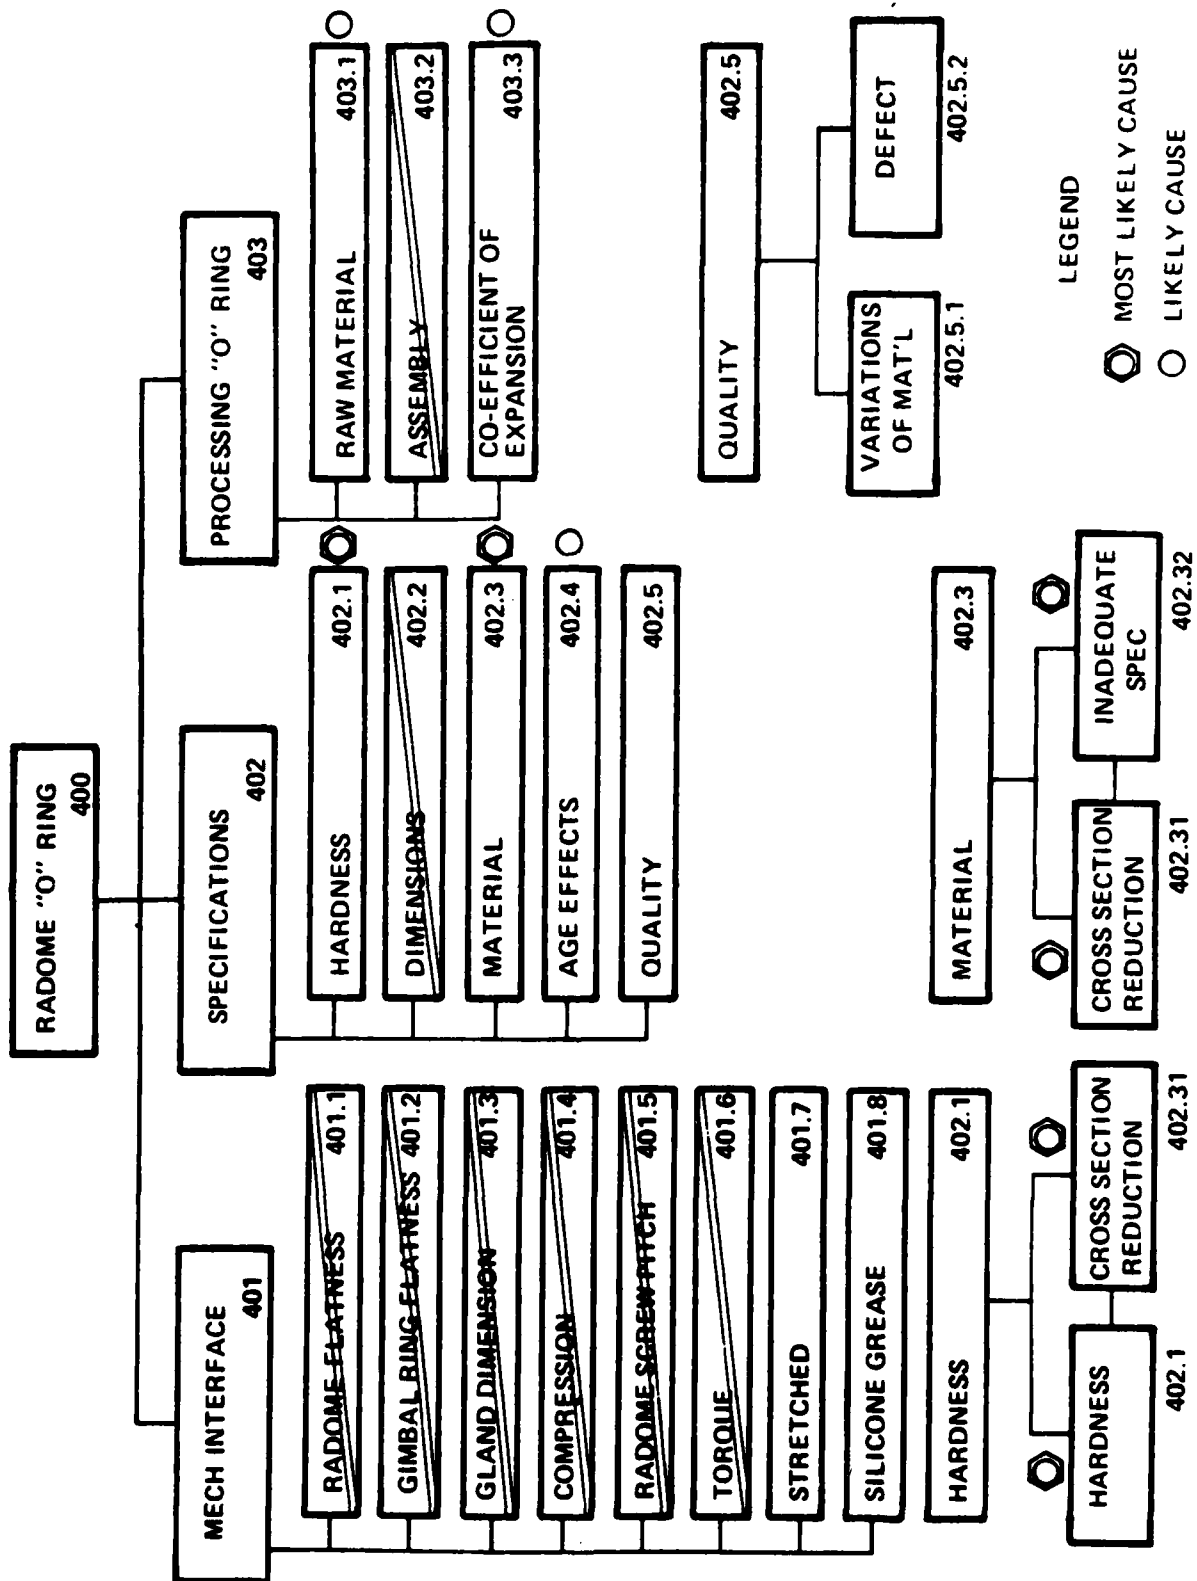 RADOME "O" RING
400
MECH INTERFACE
401
RADOME FLATNESS 401.1
GIMBAL RING FLATNESS 401.2
GLAND DIMENSION 401.3
COMPRESSION 401.4
RADOME SCREW PITCH 401.5
TORQUE 401.6
STRETCHED 401.7
SILICONE GREASE 401.8
SPECIFICATIONS
402
HARDNESS 402.1
DIMENSIONS 402.2
MATERIAL 402.3
AGE EFFECTS 402.4
QUALITY 402.5
PROCESSING "O" RING
403
RAW MATERIAL 403.1
ASSEMBLY 403.2
CO-EFFICIENT OF 403.3
EXPANSION
HARDNESS 402.1
HARDNESS
402.1
CROSS SECTION
REDUCTION
402.31
MATERIAL 402.3
CROSS SECTION
REDUCTION
402.31
INADEQUATE
SPEC
402.32
QUALITY 402.5
VARIATIONS
OF MAT'L
402.5.1
DEFECT
402.5.2
LEGEND
MOST LIKELY CAUSE
LIKELY CAUSE